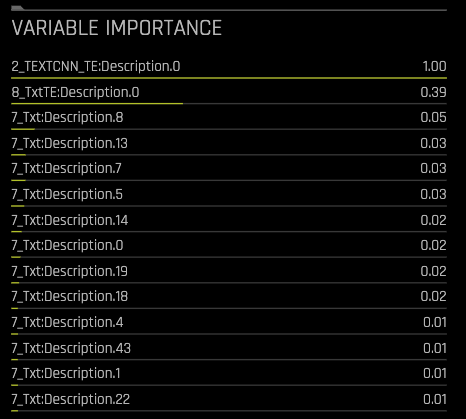 VARIABLE IMPORTANCE
2_TEXTCNN_TE:Description.0 1.00
8_TxtTE:Description.0 0.39
7_Txt:Description.8 0.05
7_Txt:Description.13 0.03
7_Txt:Description.7 0.03
7_Txt:Description.5 0.03
7_Txt:Description.14 0.02
7_Txt:Description.0 0.02
7_Txt:Description.19 0.02
7_Txt:Description.18 0.02
7_Txt:Description.4 0.01
7_Txt:Description.43 0.01
7_Txt:Description.1 0.01
7_Txt:Description.22 0.01